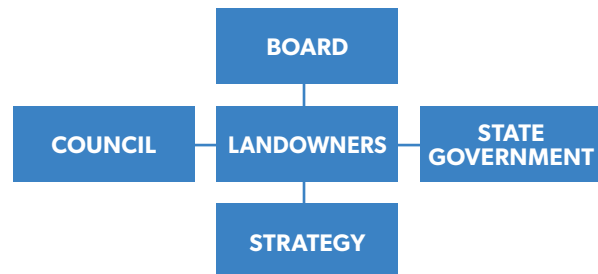 BOARD
COUNCIL
LANDOWNERS
STATE
GOVERNMENT
STRATEGY